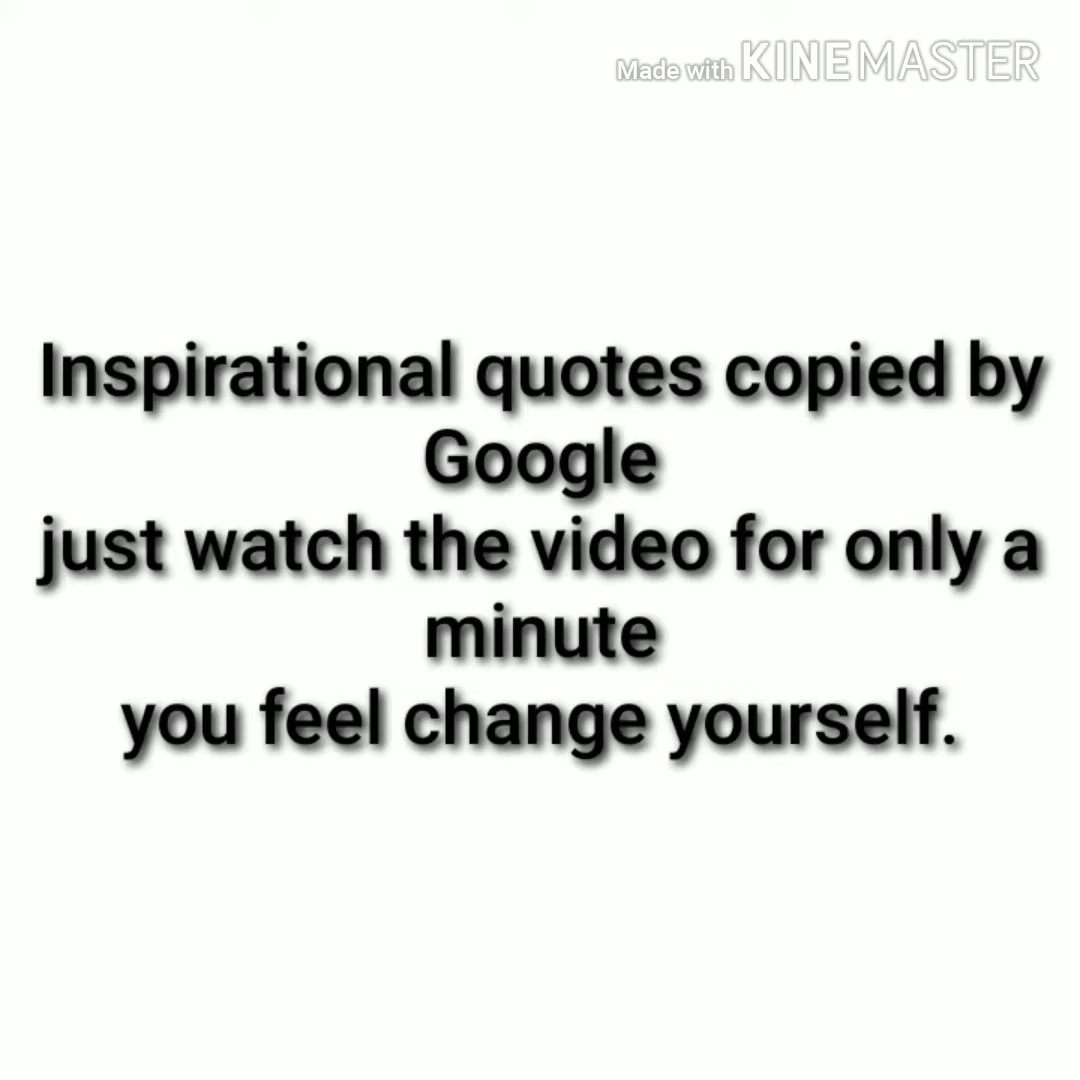 Made with KINEMASTER
Inspirational quotes copied by
Google
just watch the video for only a
minute
you feel change yourself.